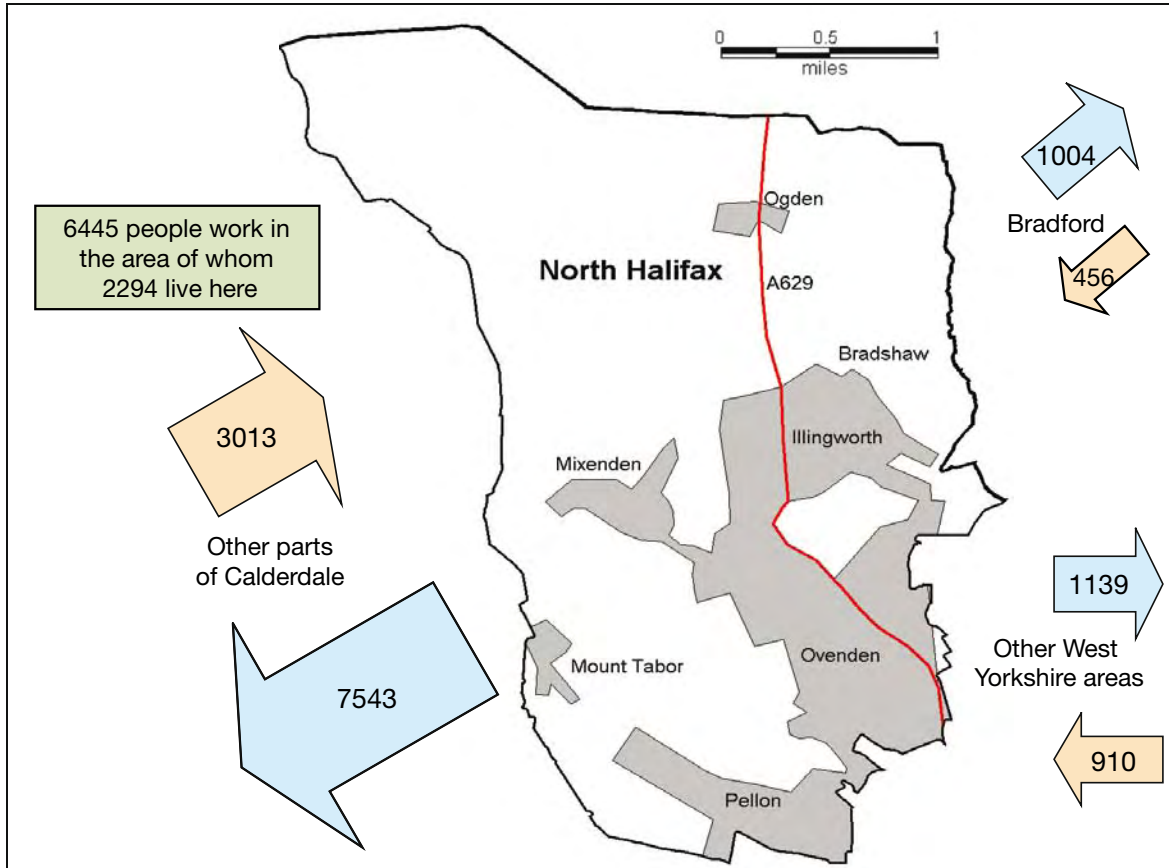 0 0.5 1
miles
1004
Bradford
456
Ogden
6445 people work in
the area of whom
2294 live here
North Halifax
A629
Bradshaw
Illingworth
3013
Mixenden
Other parts
of Calderdale
1139
Other West
Yorkshire areas
Ovenden
Mount Tabor
7543
910
Pellon